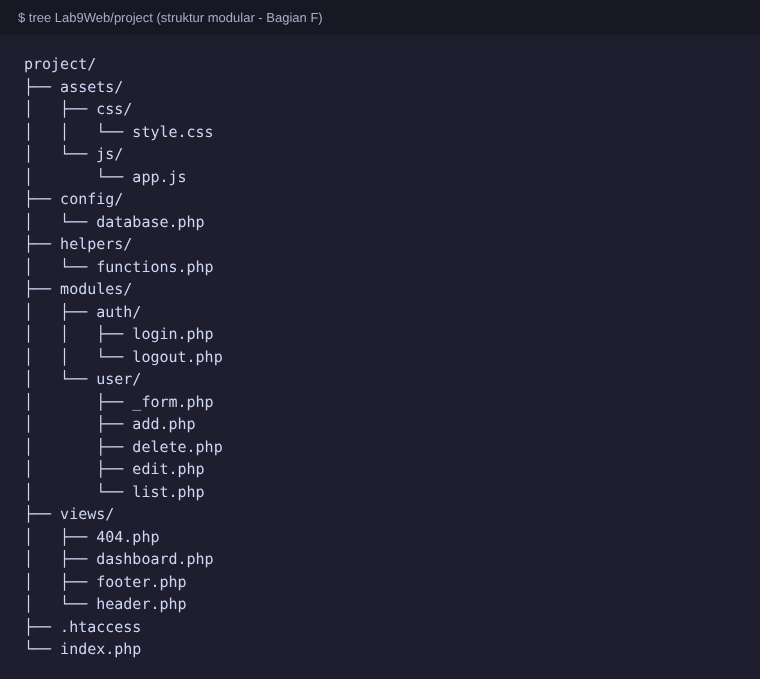 $ tree Lab9Web/project (struktur modular - Bagian F)
project/
├── assets/
│   ├── css/
│   │   └── style.css
│   └── js/
│       └── app.js
├── config/
│   └── database.php
├── helpers/
│   └── functions.php
├── modules/
│   ├── auth/
│   │   ├── login.php
│   │   └── logout.php
│   └── user/
│       ├── _form.php
│       ├── add.php
│       ├── delete.php
│       ├── edit.php
│       └── list.php
├── views/
│   ├── 404.php
│   ├── dashboard.php
│   ├── footer.php
│   └── header.php
├── .htaccess
└── index.php